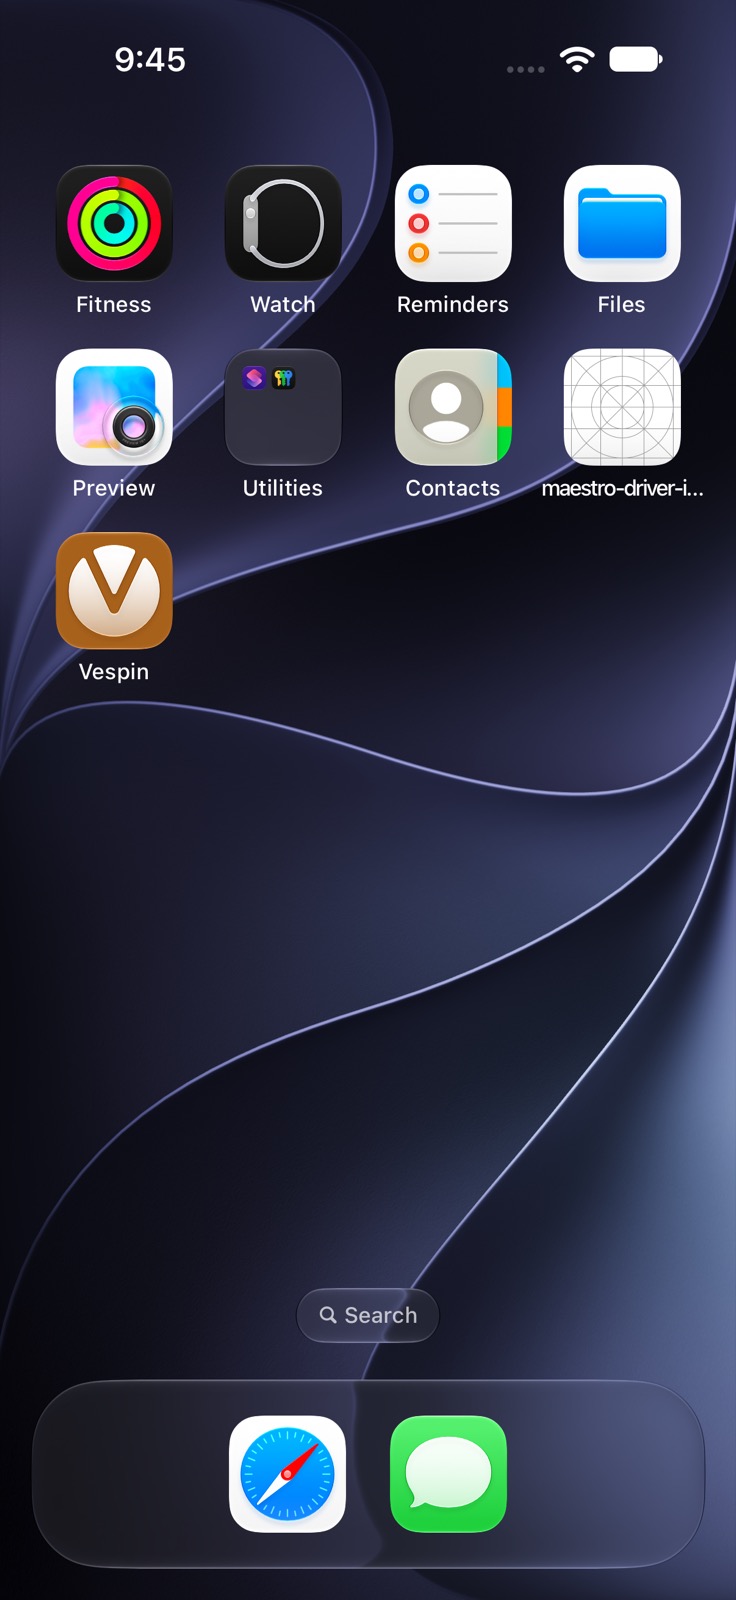 9:45
Fitness
Watch
Reminders
Files
Preview
Utilities
Contacts
maestro-driver-i...
Vespin
Search